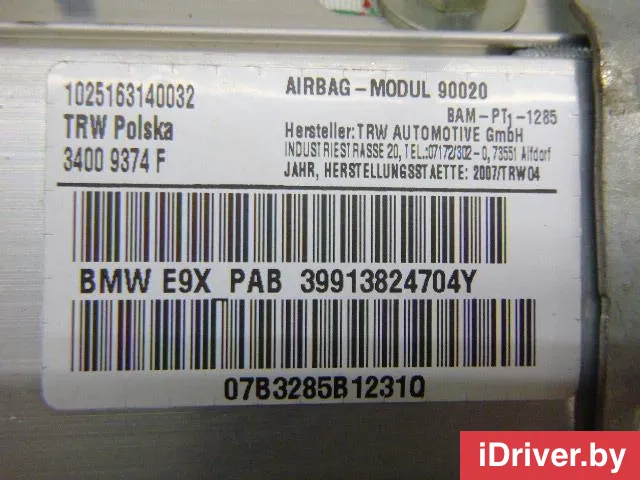 1025163140032
TRW Polska
3400 9374 F
AIRBAG-MODUL 90020
BAM-PT1-1285
Hersteller:TRW AUTOMOTIVE GmbH
INDUSTRIESTRASSE 20, TEL.:07172/302-0, 73551 Alfdorf
JAHR, HERSTELLUNGSSTAETTE: 2007/TRW04
BMW E9X PAB 39913824704Y
07B3285B1231Q
iDriver.by